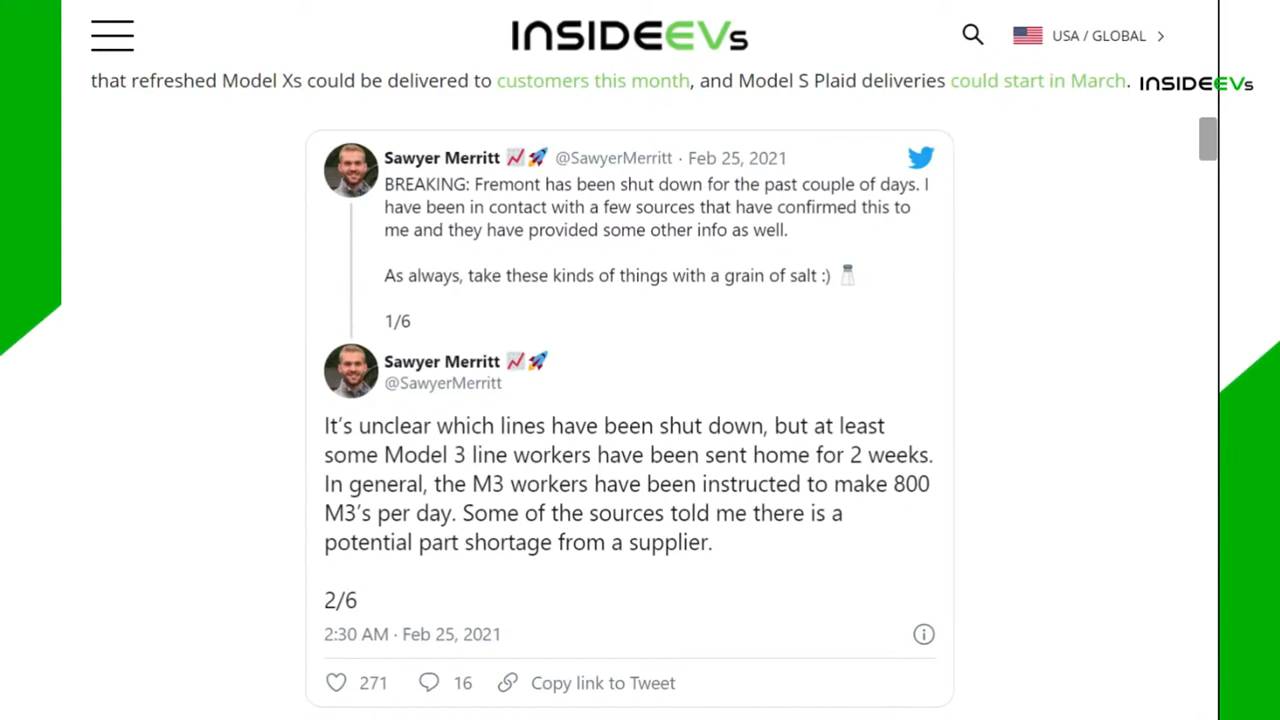 INSIDEEVs
USA / GLOBAL
that refreshed Model Xs could be delivered to customers this month, and Model S Plaid deliveries could start in March.
INSIDEEVs
Sawyer Merritt 📈🚀 @SawyerMerritt · Feb 25, 2021
BREAKING: Fremont has been shut down for the past couple of days. I
have been in contact with a few sources that have confirmed this to
me and they have provided some other info as well.
As always, take these kinds of things with a grain of salt :) 🧂
1/6
Sawyer Merritt 📈🚀
@SawyerMerritt
It’s unclear which lines have been shut down, but at least
some Model 3 line workers have been sent home for 2 weeks.
In general, the M3 workers have been instructed to make 800
M3’s per day. Some of the sources told me there is a
potential part shortage from a supplier.
2/6
2:30 AM · Feb 25, 2021
271 16 Copy link to Tweet